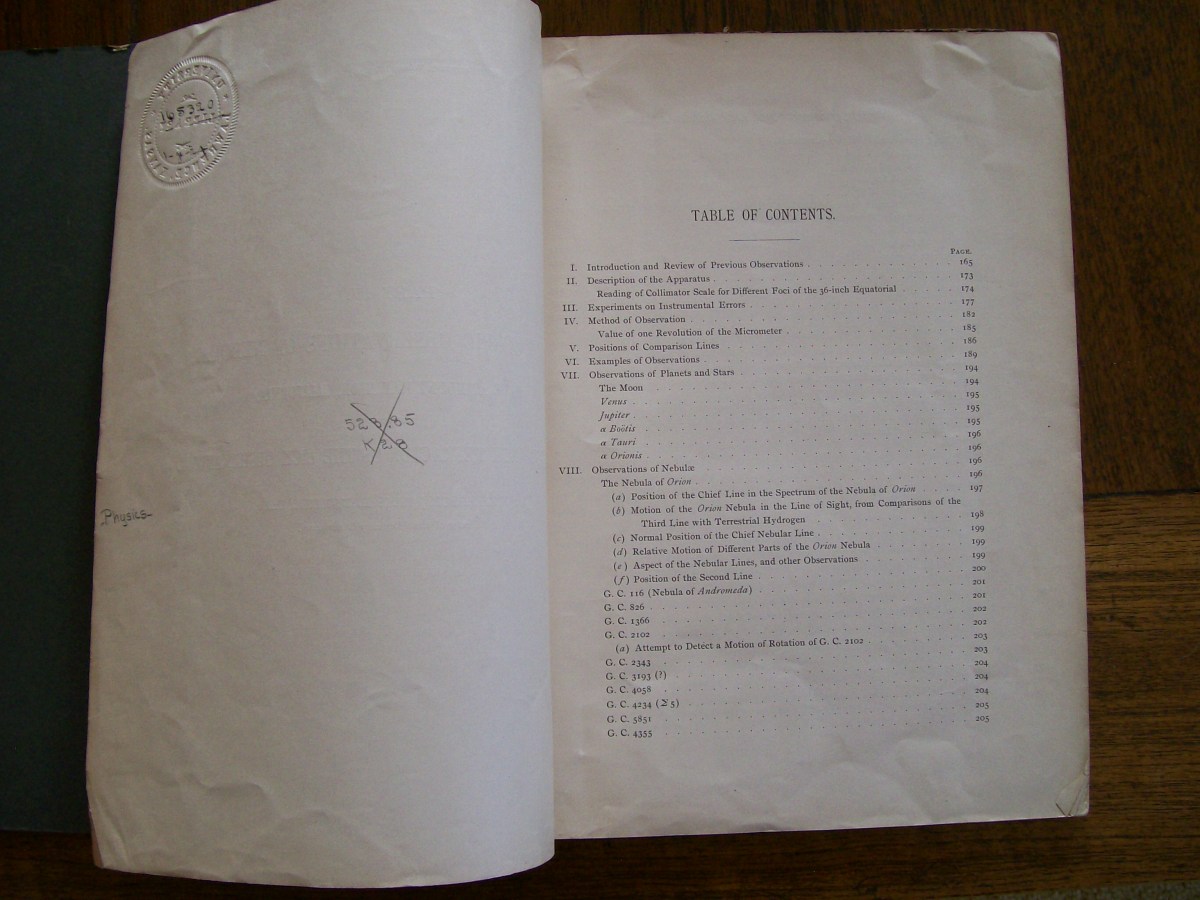 168320
528.85
K28
Physics
TABLE OF CONTENTS.
PAGE.
I. Introduction and Review of Previous Observations . . . 165
II. Description of the Apparatus . . . 173
Reading of Collimator Scale for Different Foci of the 36-inch Equatorial . . . 174
III. Experiments on Instrumental Errors . . . 177
IV. Method of Observation . . . 182
Value of one Revolution of the Micrometer . . . 185
V. Positions of Comparison Lines . . . 186
VI. Examples of Observations . . . 189
VII. Observations of Planets and Stars . . . 194
The Moon . . . 194
Venus . . . 195
Jupiter . . . 195
α Boötis . . . 195
α Tauri . . . 196
α Orionis . . . 196
VIII. Observations of Nebulæ . . . 196
The Nebula of Orion . . . 196
(a) Position of the Chief Line in the Spectrum of the Nebula of Orion . . . 197
(b) Motion of the Orion Nebula in the Line of Sight, from Comparisons of the
Third Line with Terrestrial Hydrogen . . . 198
(c) Normal Position of the Chief Nebular Line . . . 199
(d) Relative Motion of Different Parts of the Orion Nebula . . . 199
(e) Aspect of the Nebular Lines, and other Observations . . . 199
(f) Position of the Second Line . . . 200
G. C. 116 (Nebula of Andromeda) . . . 201
G. C. 826 . . . 201
G. C. 1366 . . . 202
G. C. 2102 . . . 202
(a) Attempt to Detect a Motion of Rotation of G. C. 2102 . . . 203
G. C. 2343 . . . 203
G. C. 3193 (?) . . . 204
G. C. 4058 . . . 204
G. C. 4234 (Σ 5) . . . 204
G. C. 5851 . . . 205
G. C. 4355 . . . 205